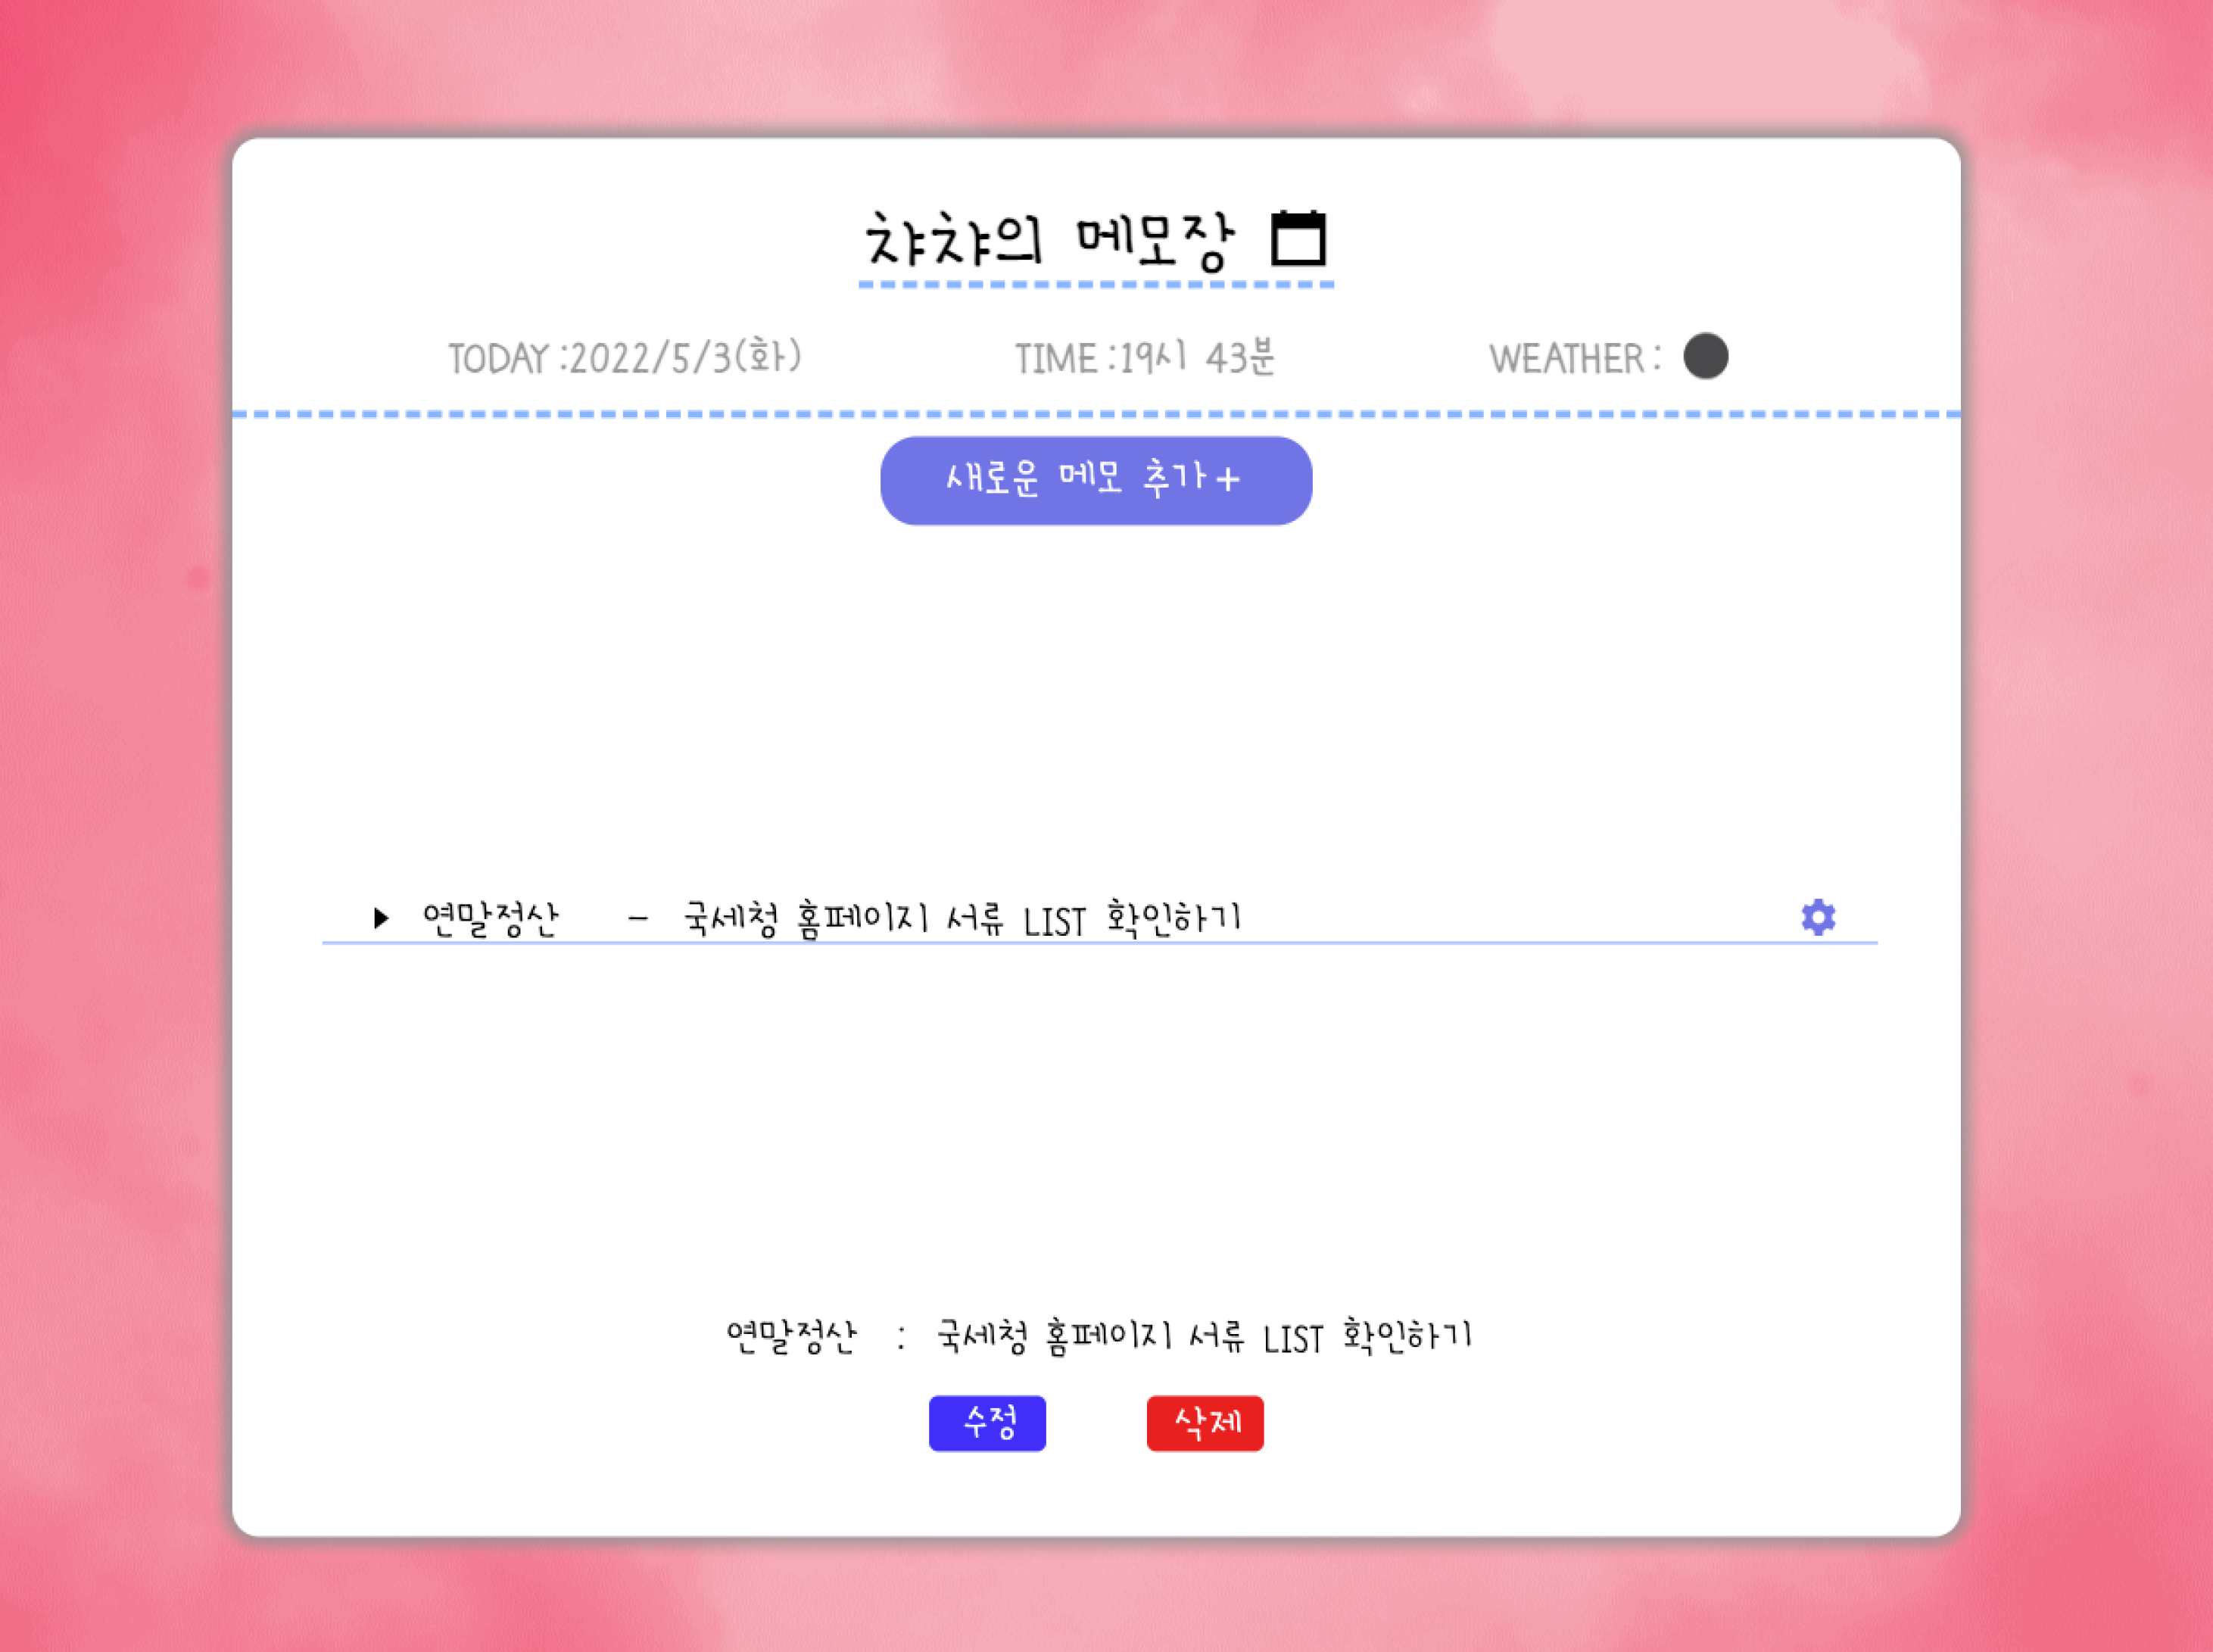 챠챠의 메모장
TODAY :2022/5/3(화) TIME :19시 43분 WEATHER :
새로운 메모 추가+
연말정산 - 국세청 홈페이지 서류 LIST 확인하기
연말정산 : 국세청 홈페이지 서류 LIST 확인하기
수정 삭제